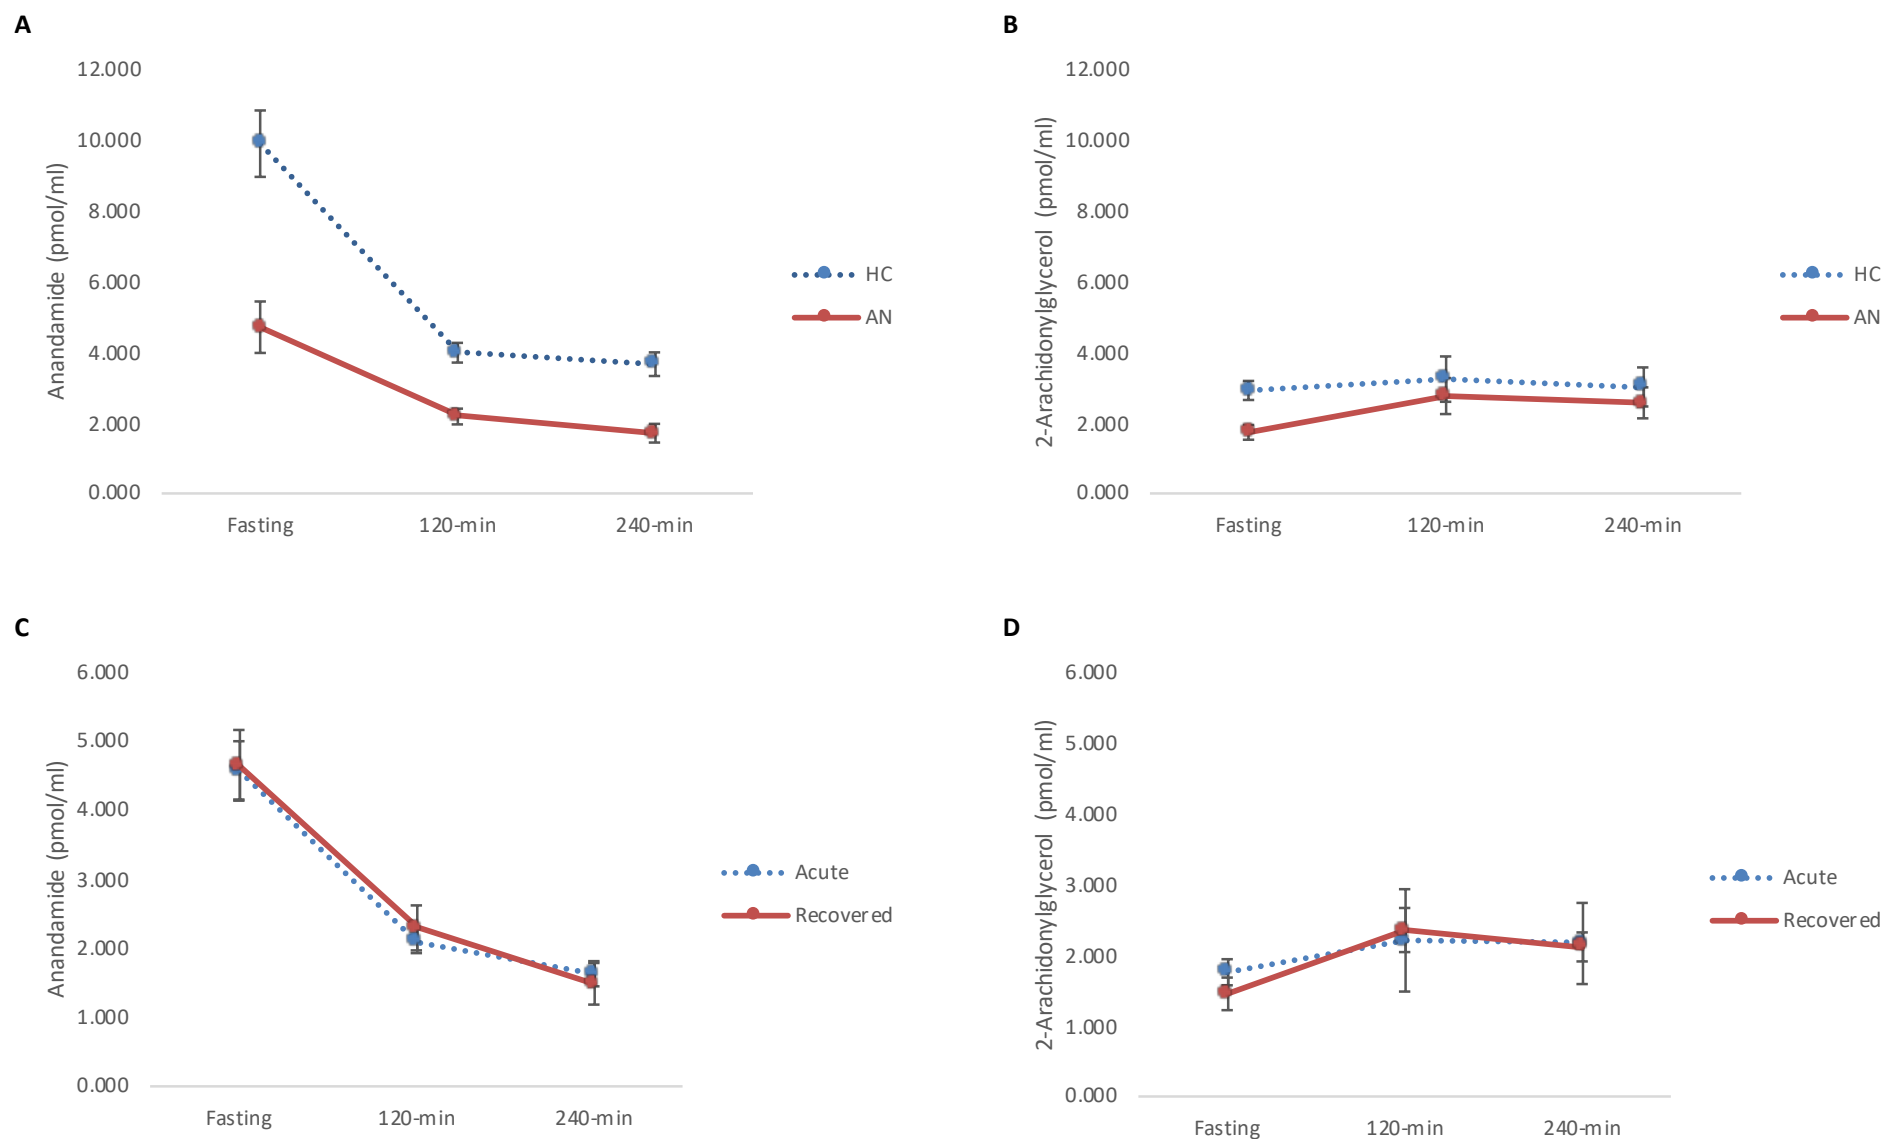 A
12.000
10.000
8.000
6.000
4.000
2.000
0.000
Anandamide (pmol/ml)
Fasting
120-min
240-min
HC
AN
B
12.000
10.000
8.000
6.000
4.000
2.000
0.000
2-Arachidonylglycerol (pmol/ml)
Fasting
120-min
240-min
HC
AN
C
6.000
5.000
4.000
3.000
2.000
1.000
0.000
Anandamide (pmol/ml)
Fasting
120-min
240-min
Acute
Recovered
D
6.000
5.000
4.000
3.000
2.000
1.000
0.000
2-Arachidonylglycerol (pmol/ml)
Fasting
120-min
240-min
Acute
Recovered